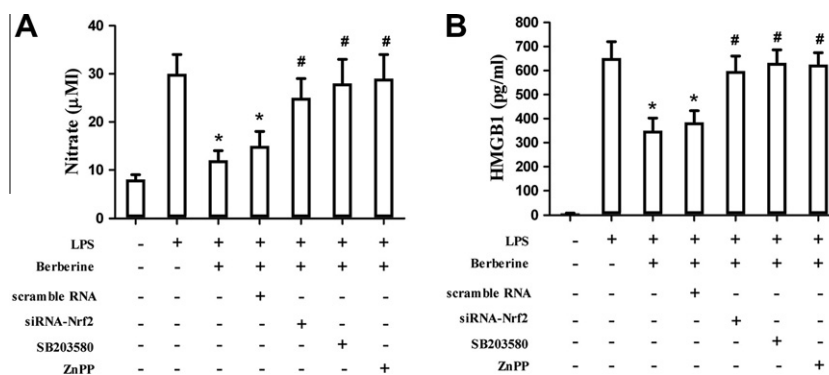 A
Nitrate (μMl)
40
30
20
10
0
* * # # #
LPS - + + + + + +
Berberine - - + + + + +
scramble RNA - - - + - - -
siRNA-Nrf2 - - - - + - -
SB203580 - - - - - + -
ZnPP - - - - - - +
B
HMGB1 (pg/ml)
800
700
600
500
400
300
200
100
0
* * # # #
LPS - + + + + + +
Berberine - - + + + + +
scramble RNA - - - + - - -
siRNA-Nrf2 - - - - + - -
SB203580 - - - - - + -
ZnPP - - - - - - +